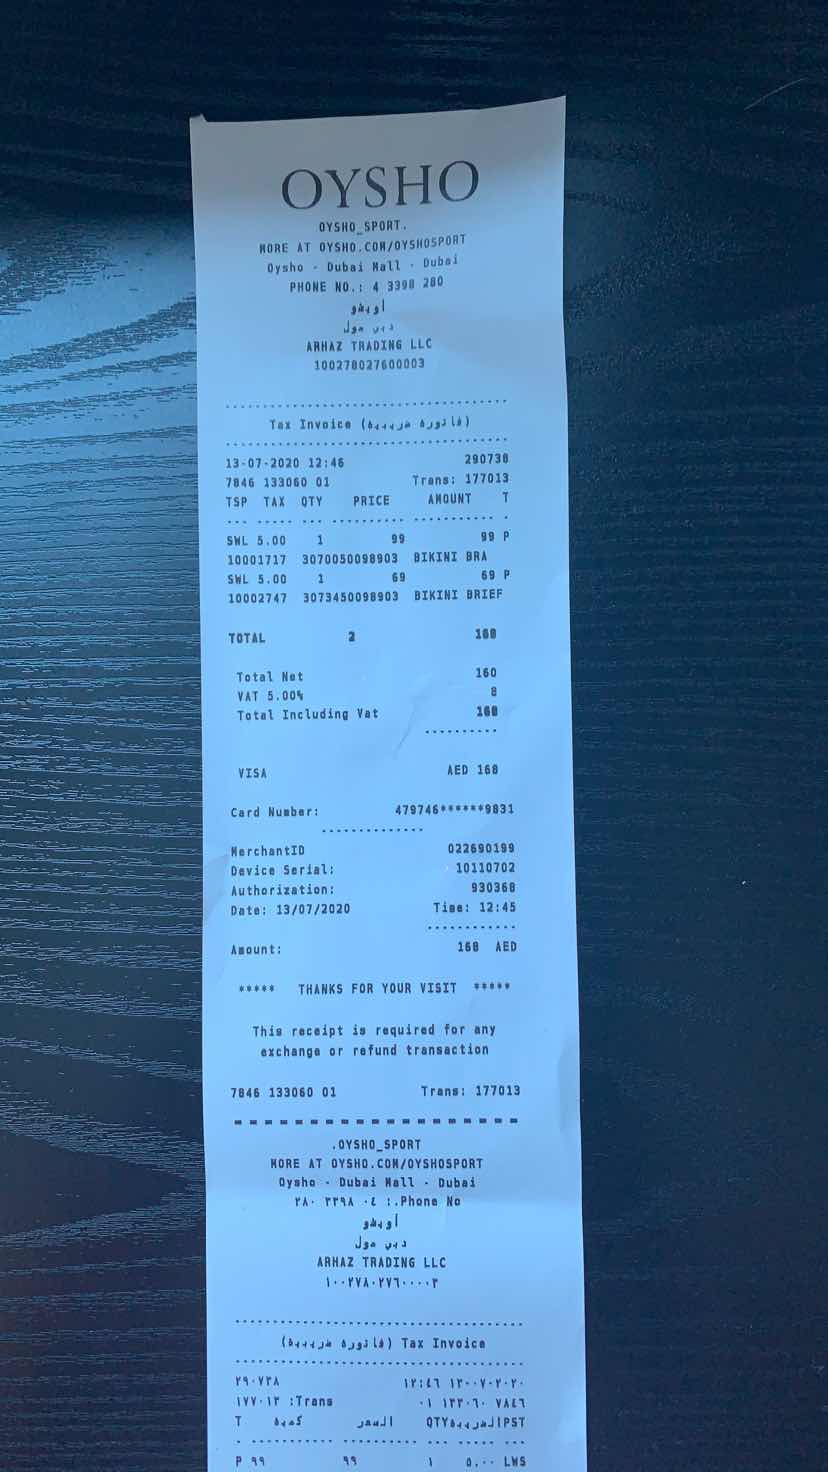 OYSHO
OYSHO_SPORT.
MORE AT OYSHO.COM/OYSHOSPORT
Oysho - Dubai Mall - Dubai
PHONE NO.: 4 3398 280
أويشو
دبي مول
ARHAZ TRADING LLC
100278027600003
Tax Invoice (فاتورة ضريبية)
13-07-2020 12:46 290738
7846 133060 01 Trans: 177013
TSP TAX QTY PRICE AMOUNT T
SWL 5.00 1 99 99 P
10001717 3070050098903 BIKINI BRA
SWL 5.00 1 69 69 P
10002747 3073450098903 BIKINI BRIEF
TOTAL 2 168
Total Net 160
VAT 5.00% 8
Total Including Vat 168
VISA AED 168
Card Number: 479746******9831
MerchantID 022690199
Device Serial: 10110702
Authorization: 930368
Date: 13/07/2020 Time: 12:45
Amount: 168 AED
***** THANKS FOR YOUR VISIT *****
This receipt is required for any
exchange or refund transaction
7846 133060 01 Trans: 177013
.OYSHO_SPORT
MORE AT OYSHO.COM/OYSHOSPORT
Oysho - Dubai Mall - Dubai
٢٨٠ ٣٣٩٨ ٠٤ :.Phone No
أويشو
دبي مول
ARHAZ TRADING LLC
١٠٠٢٧٨٠٢٧٦٠٠٠٠٣
(فاتورة ضريبية) Tax Invoice
٢٩٠٧٣٨ ١٢:٤٦ ١٣-٠٧-٢٠٢٠
١٧٧٠١٣ :Trans ٠١ ١٣٣٠٦٠ ٧٨٤٦
T كمية السعر QTYالضريبةPST
P ٩٩ ٩٩ ١ ٥,٠٠ LWS